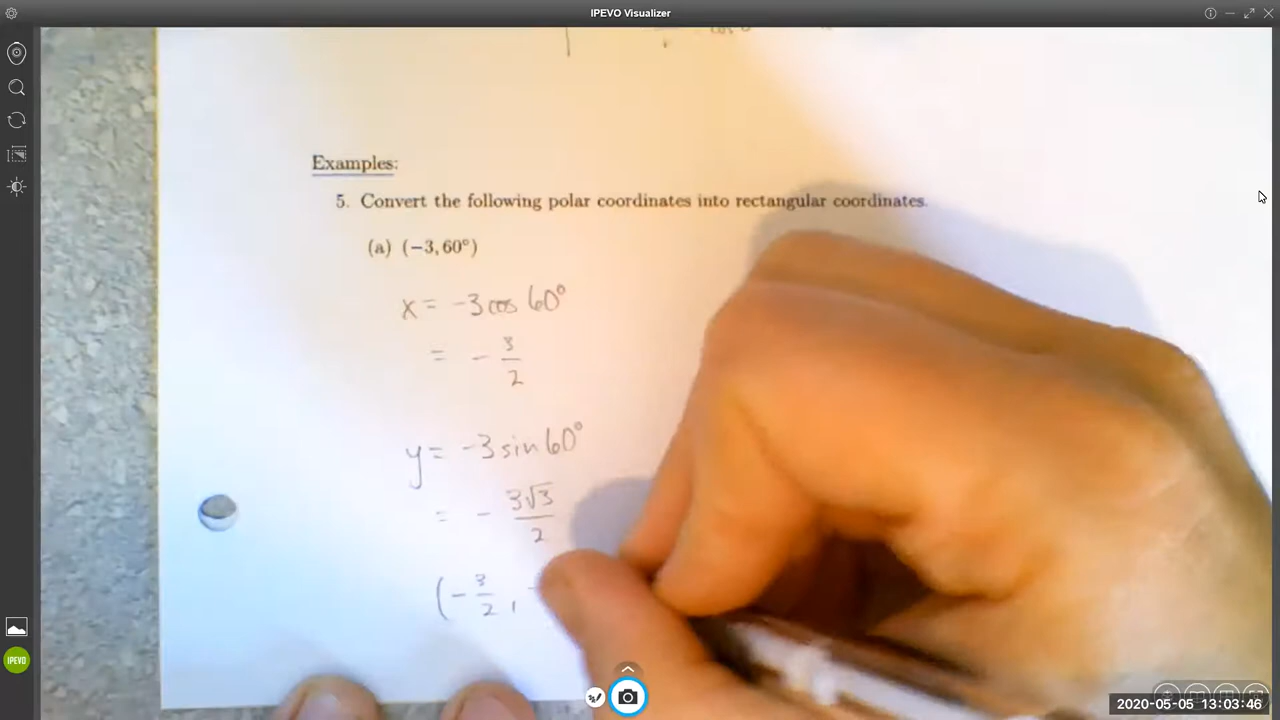 IPEVO Visualizer
Examples:
5. Convert the following polar coordinates into rectangular coordinates.
(a) (−3, 60°)
x = -3 cos 60°
= - 3/2
y = -3 sin 60°
= - 3√3/2
(- 3/2 , -
IPEVO
2020-05-05 13:03:46